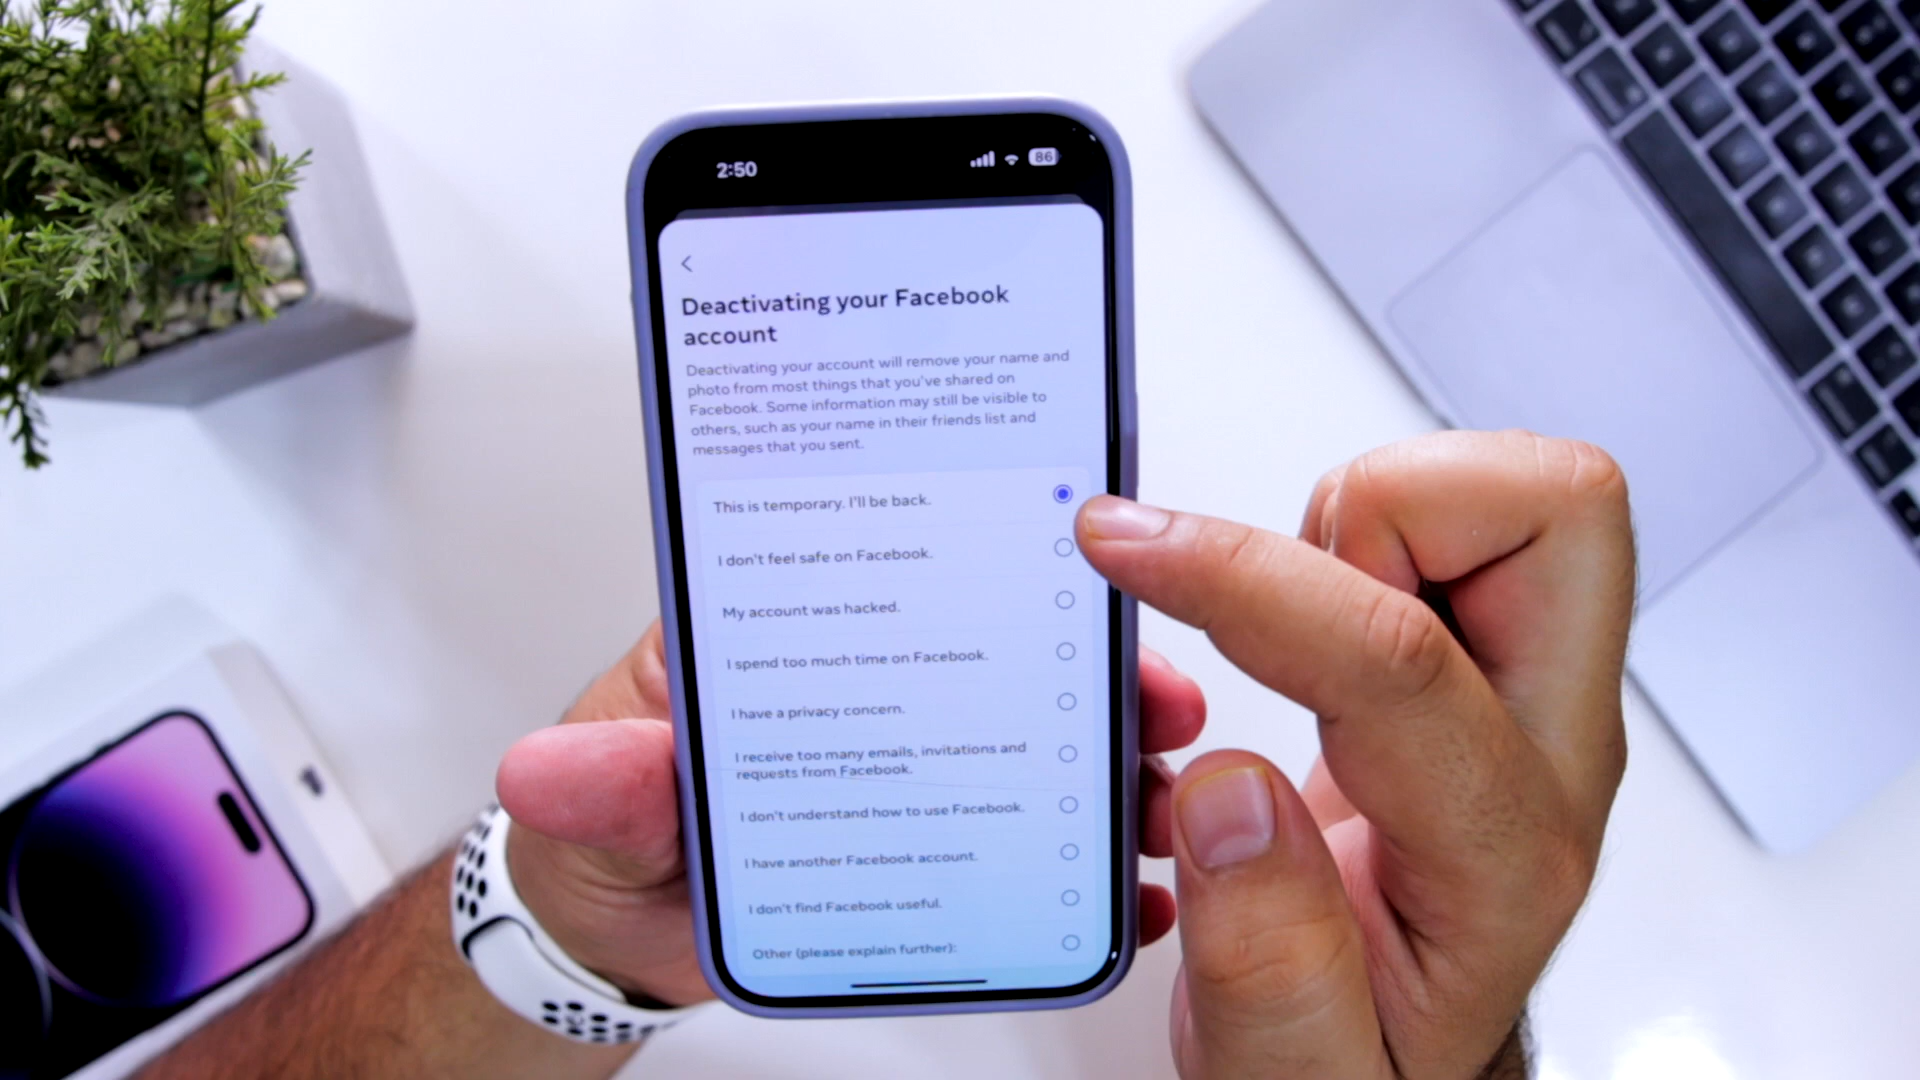 2:50
86
Deactivating your Facebook
account
Deactivating your account will remove your name and
photo from most things that you've shared on
Facebook. Some information may still be visible to
others, such as your name in their friends list and
messages that you sent.
This is temporary. I'll be back.
I don't feel safe on Facebook.
My account was hacked.
I spend too much time on Facebook.
I have a privacy concern.
I receive too many emails, invitations and
requests from Facebook.
I don't understand how to use Facebook.
I have another Facebook account.
I don't find Facebook useful.
Other (please explain further):